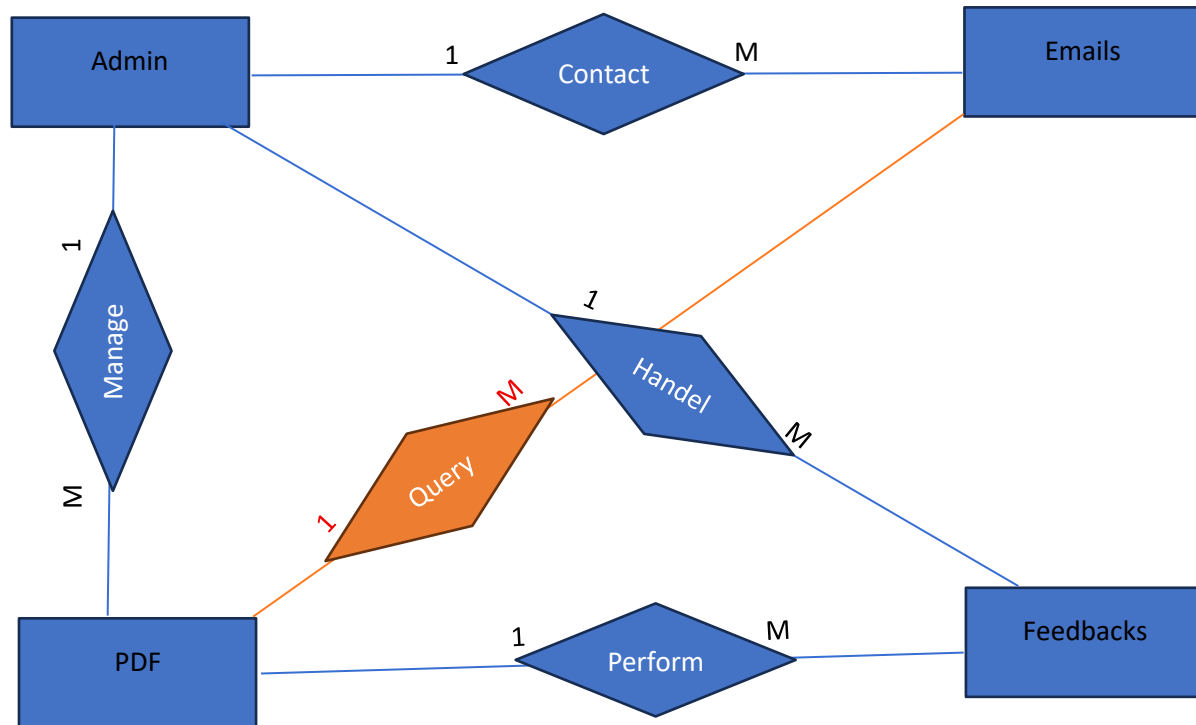 Admin
1
Contact
M
Emails
1
Manage
M
1
Handel
M
M
Query
1
PDF
1
Perform
M
Feedbacks